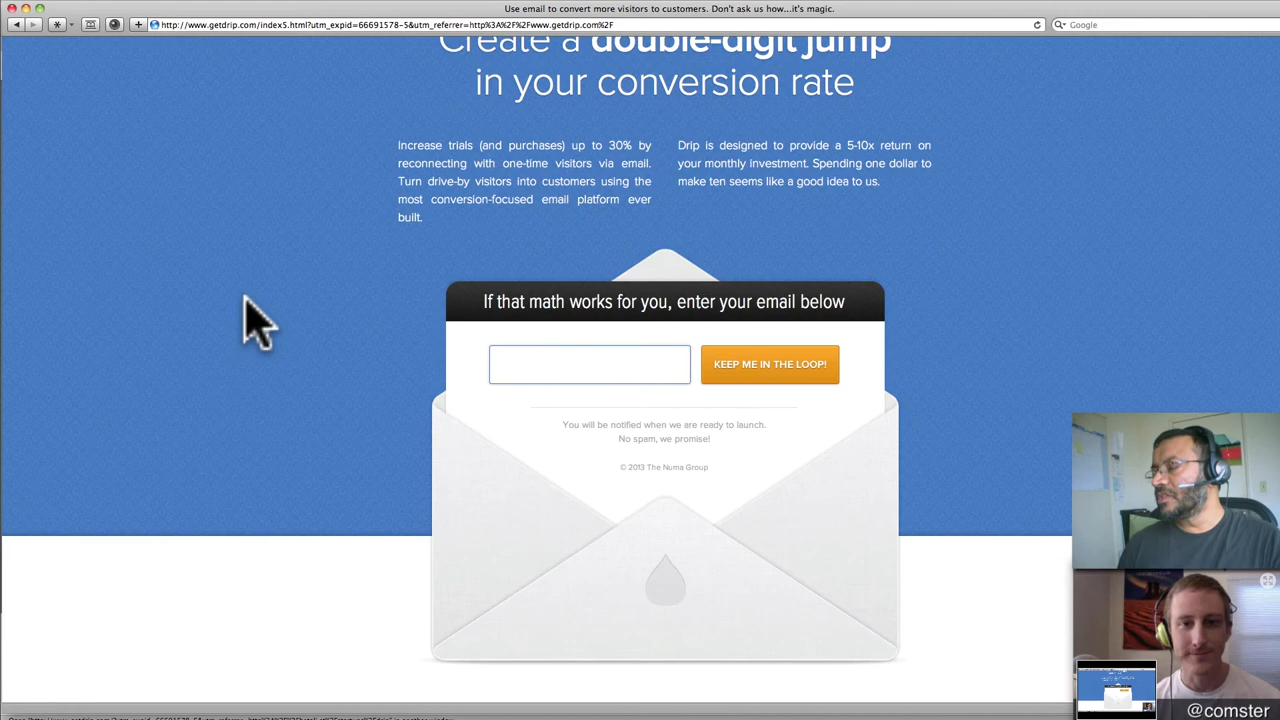 Use email to convert more visitors to customers. Don't ask us how...it's magic.
http://www.getdrip.com/index5.html?utm_expid=66691578-5&utm_referrer=http%3A%2F%2Fwww.getdrip.com%2F
Google
Create a double-digit jump
in your conversion rate
Increase trials (and purchases) up to 30% by
reconnecting with one-time visitors via email.
Turn drive-by visitors into customers using the
most conversion-focused email platform ever
built.
Drip is designed to provide a 5-10x return on
your monthly investment. Spending one dollar to
make ten seems like a good idea to us.
If that math works for you, enter your email below
KEEP ME IN THE LOOP!
You will be notified when we are ready to launch.
No spam, we promise!
© 2013 The Numa Group
@comster